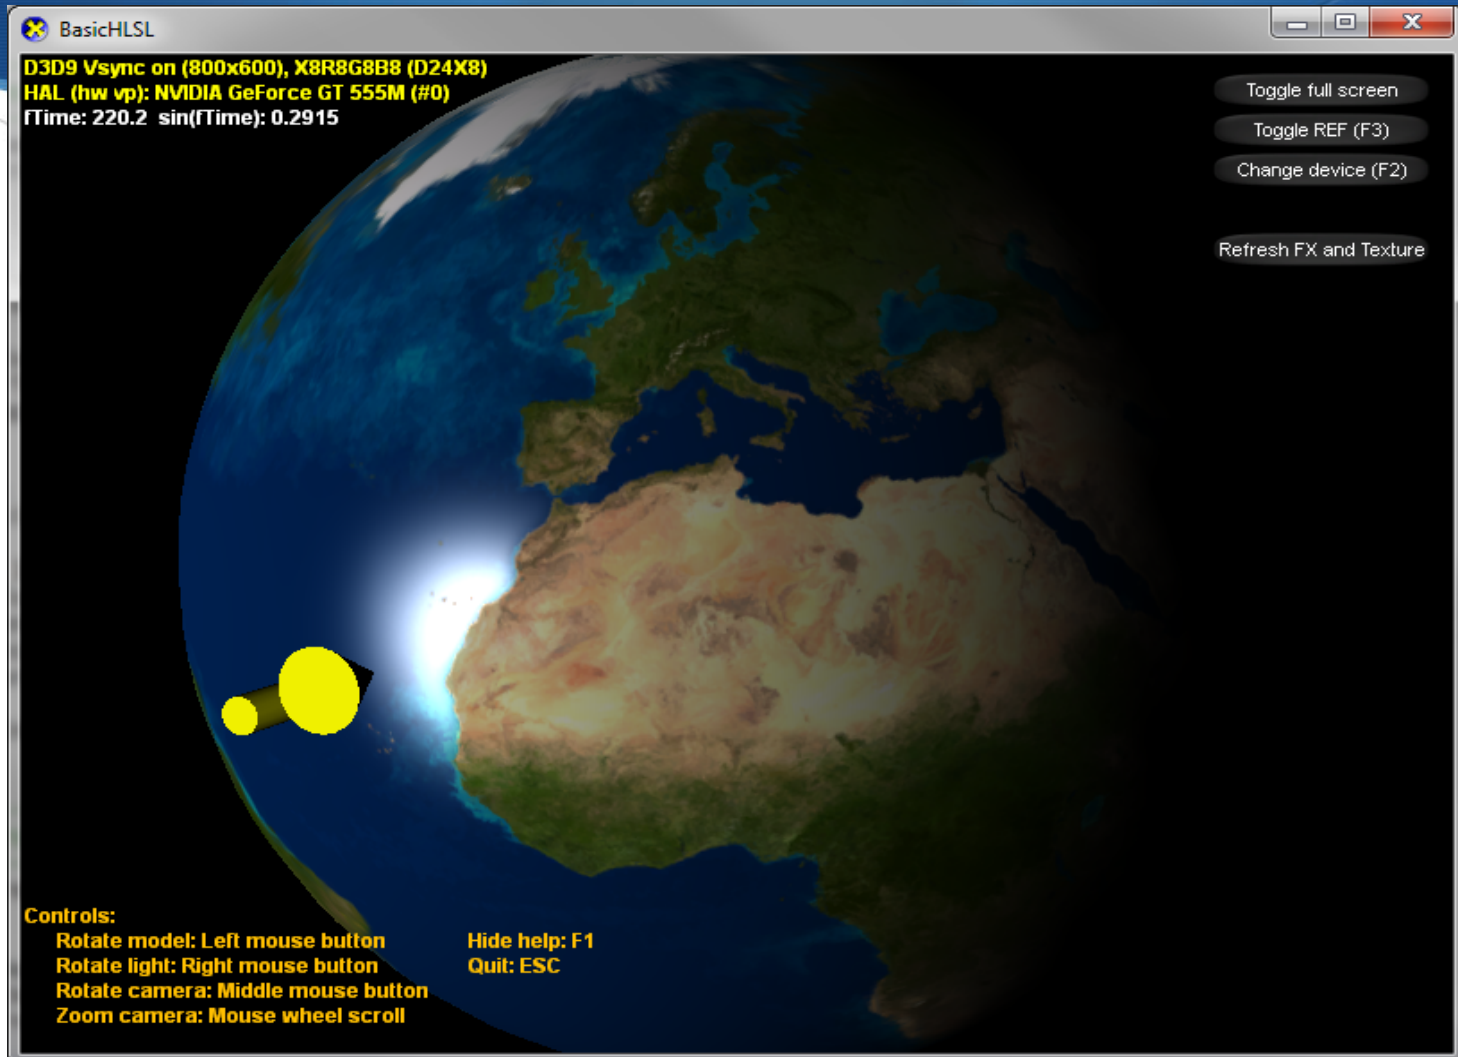 BasicHLSL
D3D9 Vsync on (800x600), X8R8G8B8 (D24X8)
HAL (hw vp): NVIDIA GeForce GT 555M (#0)
fTime: 220.2 sin(fTime): 0.2915
Toggle full screen
Toggle REF (F3)
Change device (F2)
Refresh FX and Texture
Controls:
Rotate model: Left mouse button
Rotate light: Right mouse button
Rotate camera: Middle mouse button
Zoom camera: Mouse wheel scroll
Hide help: F1
Quit: ESC